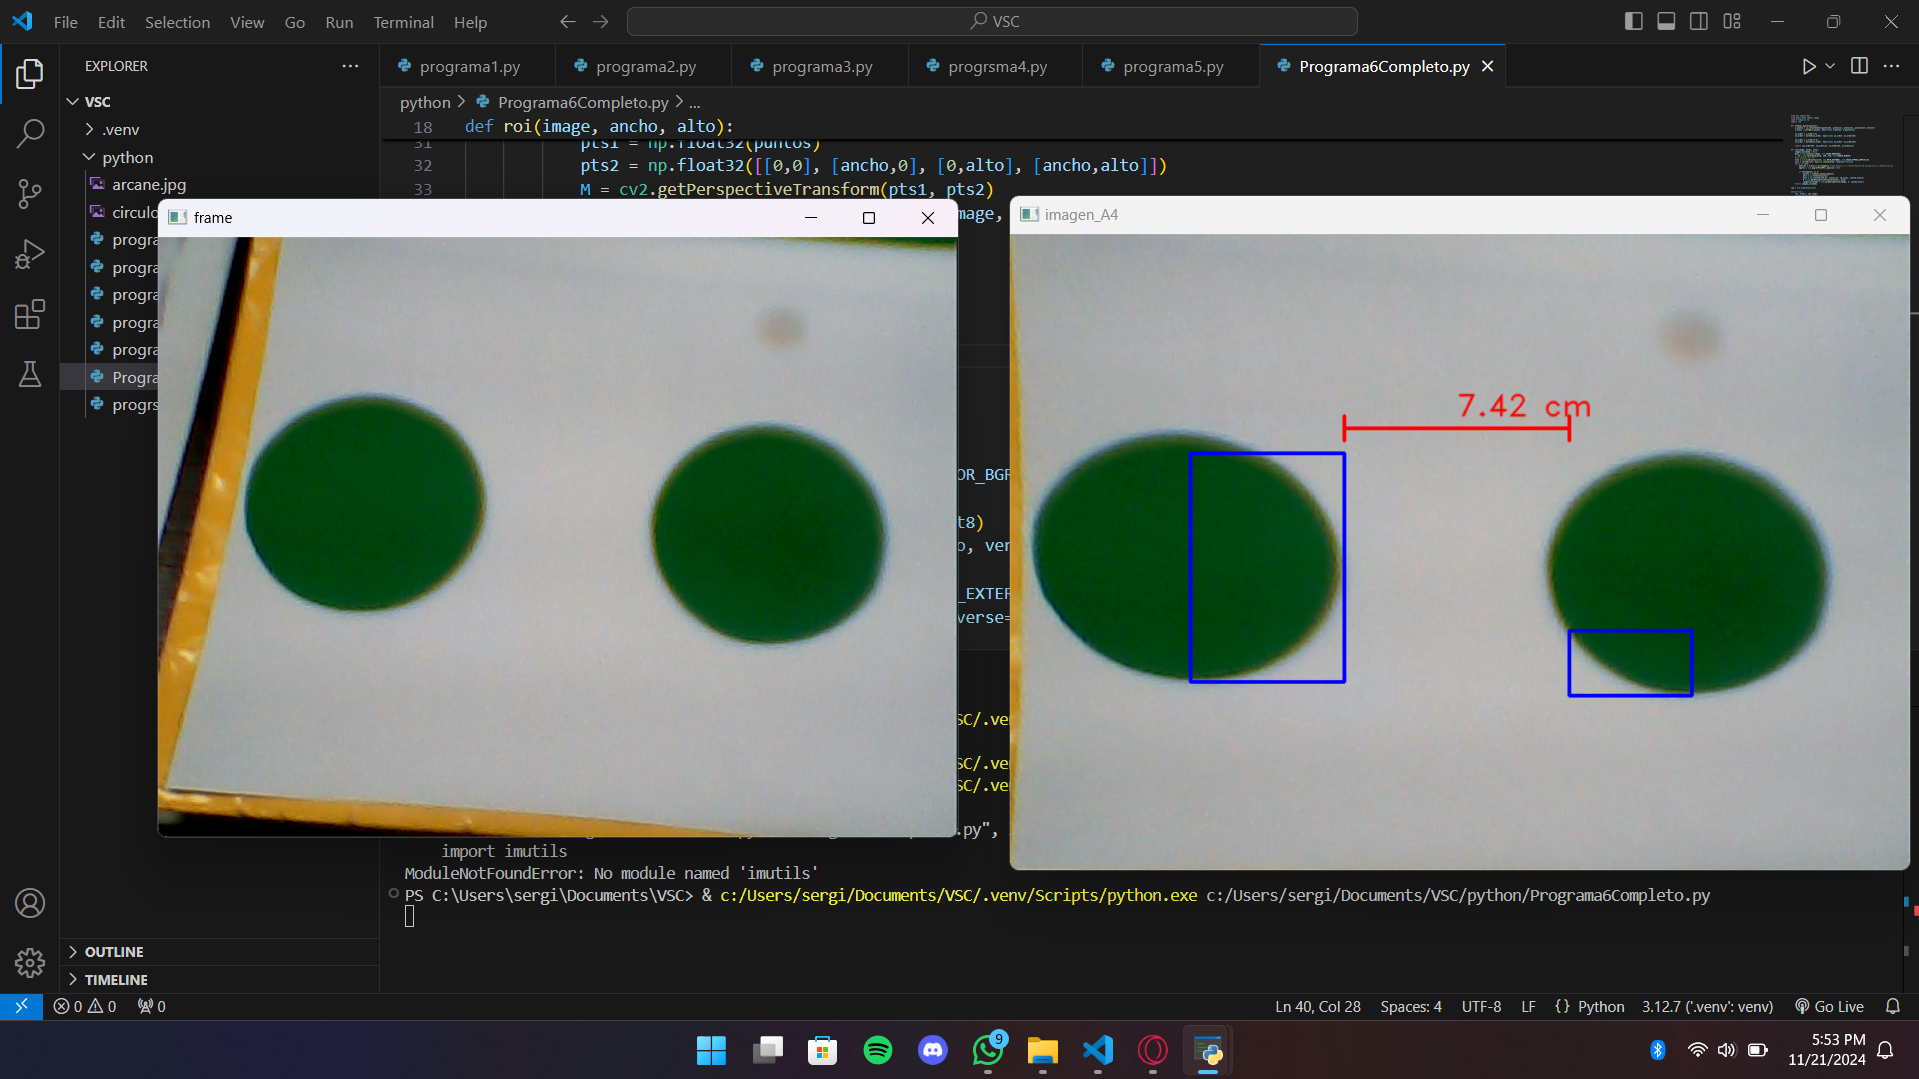 File Edit Selection View Go Run Terminal Help
VSC
EXPLORER
programa1.py
programa2.py
programa3.py
progrsma4.py
programa5.py
Programa6Completo.py
VSC
python > Programa6Completo.py > ...
.venv
18 def roi(image, ancho, alto):
python
31 pts1 = np.float32(puntos)
32 pts2 = np.float32([[0,0], [ancho,0], [0,alto], [ancho,alto]])
arcane.jpg
33 M = cv2.getPerspectiveTransform(pts1, pts2)
circulo
mage,
frame
imagen_A4
progra
progra
progra
progra
progra
Progra
progrs
7.42 cm
OR_BGR
t8)
o, ver
_EXTER
verse=
SC/.ve
SC/.ve
SC/.ve
.py",
import imutils
ModuleNotFoundError: No module named 'imutils'
PS C:\Users\sergi\Documents\VSC> & c:/Users/sergi/Documents/VSC/.venv/Scripts/python.exe c:/Users/sergi/Documents/VSC/python/Programa6Completo.py
OUTLINE
TIMELINE
0 0 0
Ln 40, Col 28 Spaces: 4 UTF-8 LF {} Python 3.12.7 ('.venv': venv) Go Live
9
5:53 PM
11/21/2024